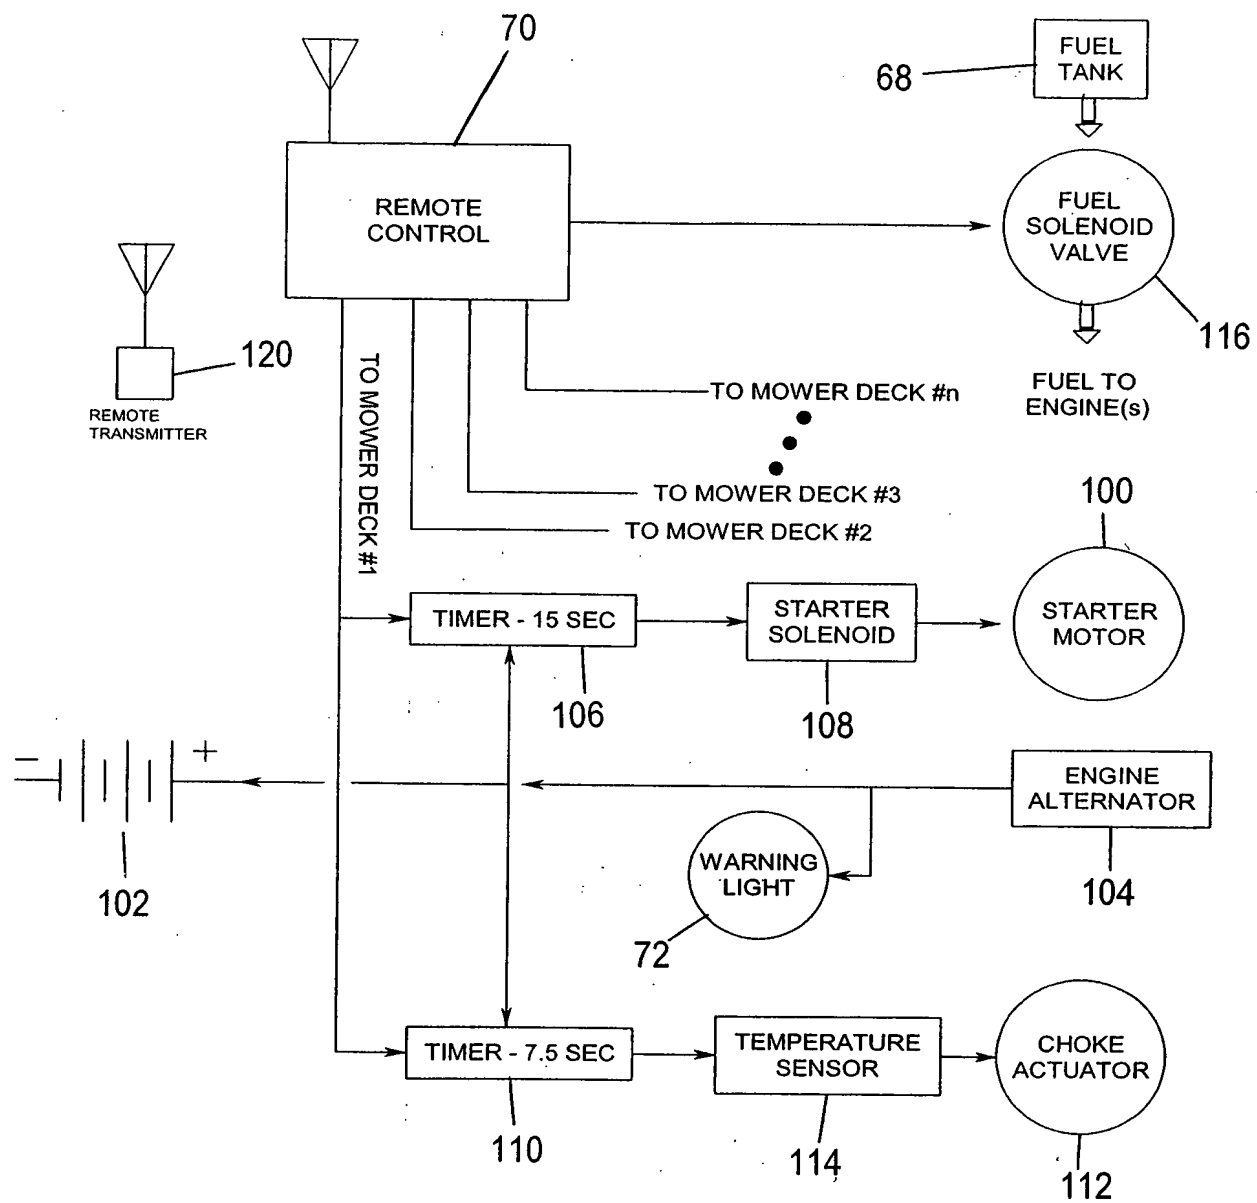 70
FUEL
TANK
68
REMOTE
CONTROL
FUEL
SOLENOID
VALVE
116
120
REMOTE
TRANSMITTER
TO MOWER DECK #1
TO MOWER DECK #n
FUEL TO
ENGINE(s)
TO MOWER DECK #3
TO MOWER DECK #2
100
TIMER - 15 SEC
STARTER
SOLENOID
STARTER
MOTOR
106
108
− +
ENGINE
ALTERNATOR
102
WARNING
LIGHT
104
72
TIMER - 7.5 SEC
TEMPERATURE
SENSOR
CHOKE
ACTUATOR
110
114
112